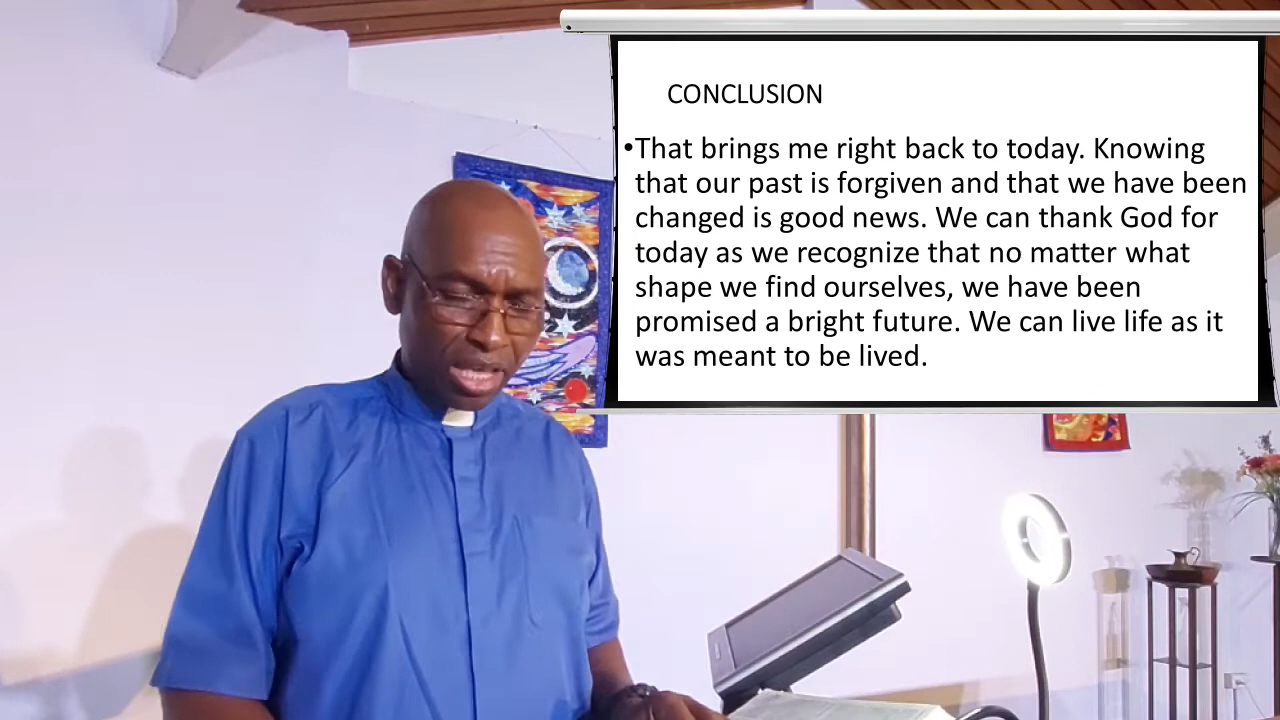 CONCLUSION
•That brings me right back to today. Knowing
that our past is forgiven and that we have been
changed is good news. We can thank God for
today as we recognize that no matter what
shape we find ourselves, we have been
promised a bright future. We can live life as it
was meant to be lived.